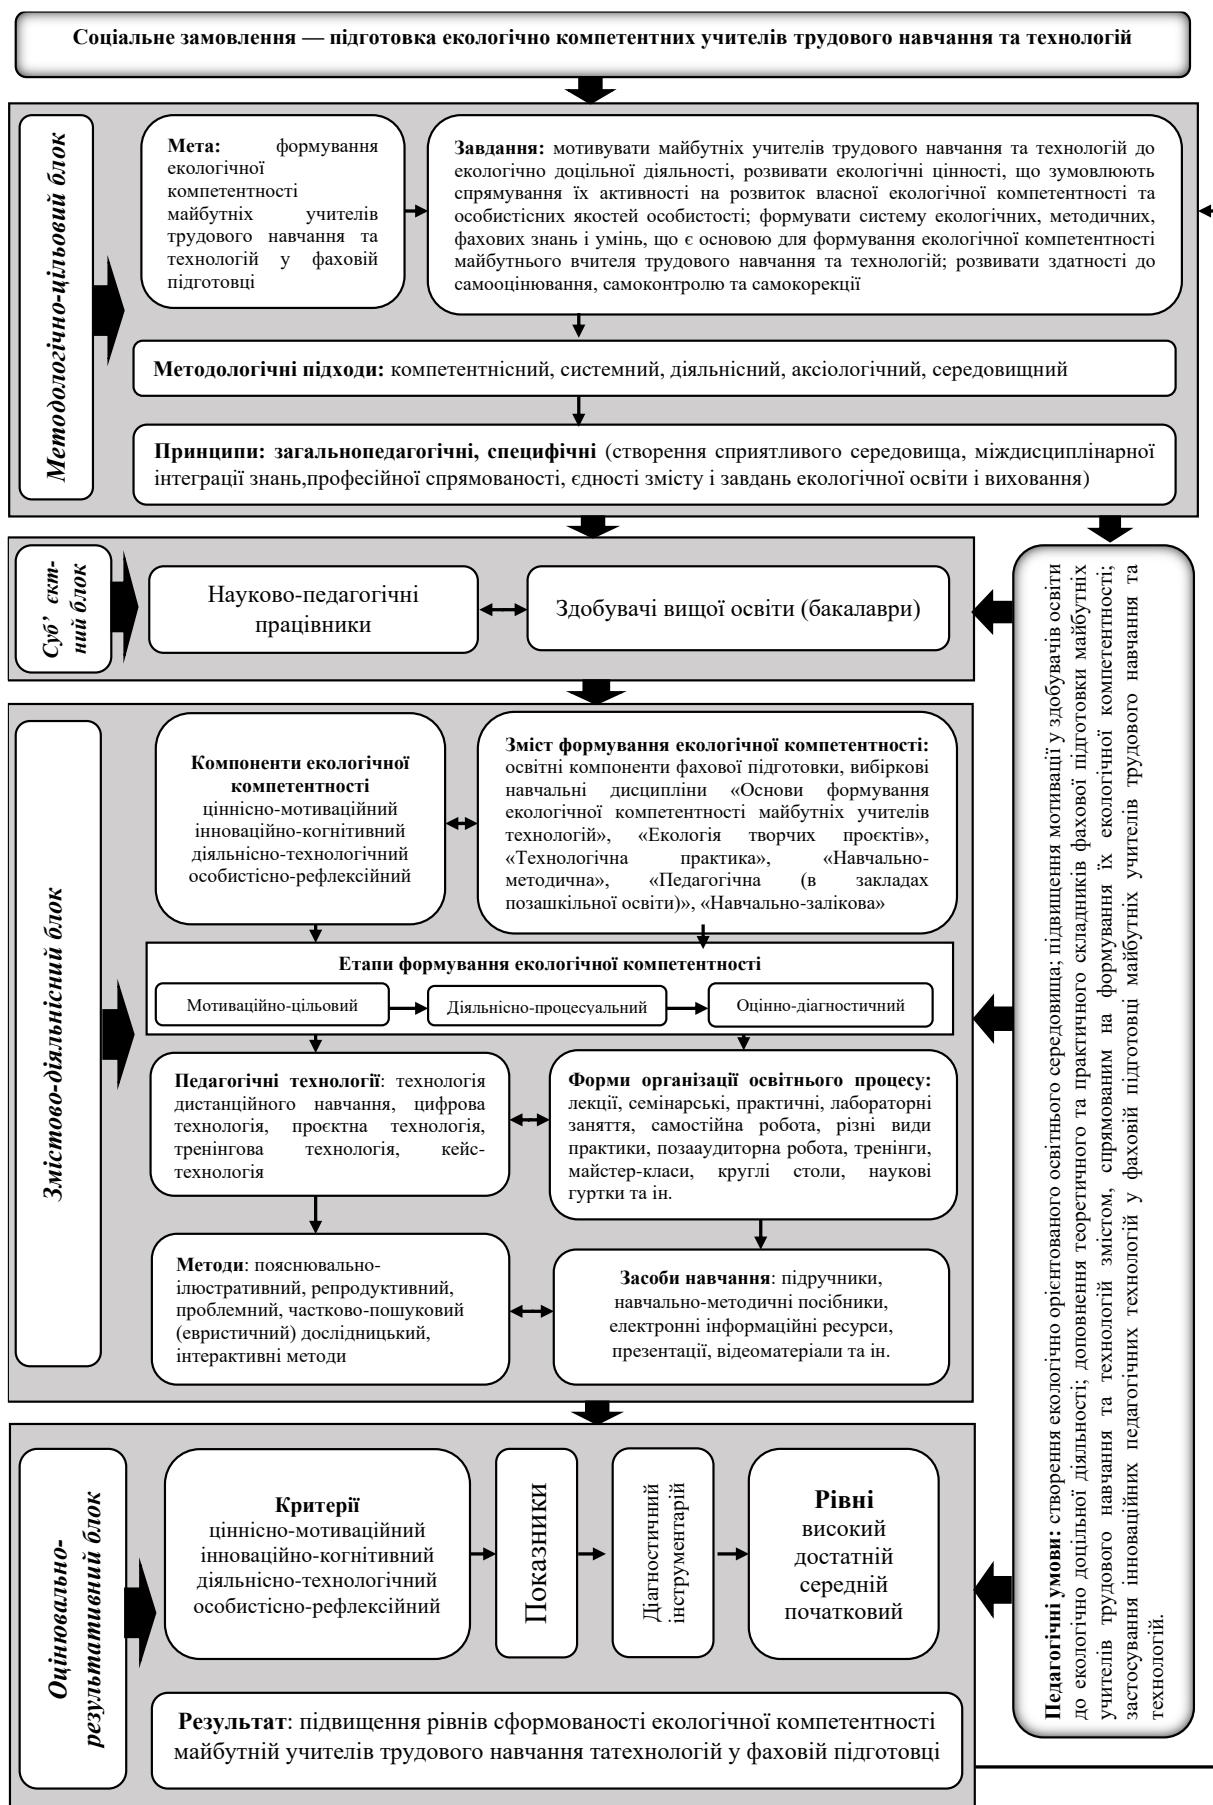 Соціальне замовлення — підготовка екологічно компетентних учителів трудового навчання та технологій
Методологічно-цільовий блок
Мета: формування
екологічної
компетентності
майбутніх учителів
трудового навчання та
технологій у фаховій
підготовці
Завдання: мотивувати майбутніх учителів трудового навчання та технологій до
екологічно доцільної діяльності, розвивати екологічні цінності, що зумовлюють
спрямування їх активності на розвиток власної екологічної компетентності та
особистісних якостей особистості; формувати систему екологічних, методичних,
фахових знань і умінь, що є основою для формування екологічної компетентності
майбутнього вчителя трудового навчання та технологій; розвивати здатності до
самооцінювання, самоконтролю та самокорекції
Методологічні підходи: компетентнісний, системний, діяльнісний, аксіологічний, середовищний
Принципи: загальнопедагогічні, специфічні (створення сприятливого середовища, міждисциплінарної
інтеграції знань,професійної спрямованості, єдності змісту і завдань екологічної освіти і виховання)
Суб’ єкт-
ний блок
Науково-педагогічні
працівники
Здобувачі вищої освіти (бакалаври)
Змістово-діяльнісний блок
Компоненти екологічної
компетентності
ціннісно-мотиваційний
інноваційно-когнітивний
діяльнісно-технологічний
особистісно-рефлексійний
Зміст формування екологічної компетентності:
освітні компоненти фахової підготовки, вибіркові
навчальні дисципліни «Основи формування
екологічної компетентності майбутніх учителів
технологій», «Екологія творчих проєктів»,
«Технологічна практика», «Навчально-
методична», «Педагогічна (в закладах
позашкільної освіти)», «Навчально-залікова»
Етапи формування екологічної компетентності
Мотиваційно-цільовий
Діяльнісно-процесуальний
Оцінно-діагностичний
Педагогічні технології: технологія
дистанційного навчання, цифрова
технологія, проєктна технологія,
тренінгова технологія, кейс-
технологія
Форми організації освітнього процесу:
лекції, семінарські, практичні, лабораторні
заняття, самостійна робота, різні види
практики, позааудиторна робота, тренінги,
майстер-класи, круглі столи, наукові
гуртки та ін.
Методи: пояснювально-
ілюстративний, репродуктивний,
проблемний, частково-пошуковий
(евристичний) дослідницький,
інтерактивні методи
Засоби навчання: підручники,
навчально-методичні посібники,
електронні інформаційні ресурси,
презентації, відеоматеріали та ін.
Оцінювально-
результативний блок
Критерії
ціннісно-мотиваційний
інноваційно-когнітивний
діяльнісно-технологічний
особистісно-рефлексійний
Показники
Діагностичний
інструментарій
Рівні
високий
достатній
середній
початковий
Результат: підвищення рівнів сформованості екологічної компетентності
майбутній учителів трудового навчання татехнологій у фаховій підготовці
Педагогічні умови: створення екологічно орієнтованого освітнього середовища; підвищення мотивації у здобувачів освіти
до екологічно доцільної діяльності; доповнення теоретичного та практичного складників фахової підготовки майбутніх
учителів трудового навчання та технологій змістом, спрямованим на формування їх екологічної компетентності;
застосування інноваційних педагогічних технологій у фаховій підготовці майбутніх учителів трудового навчання та
технологій.